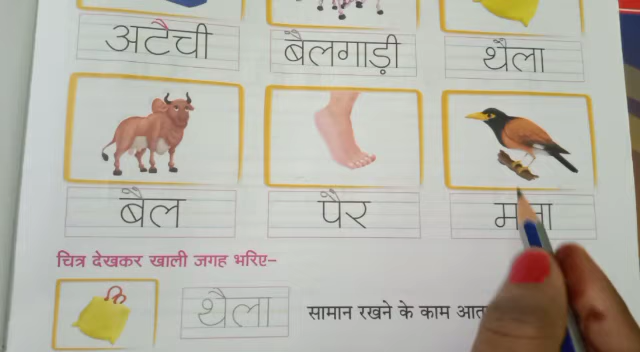 अटैची बैलगाड़ी थैला
बैल पैर
चित्र देखकर खाली जगह भरिए–
थैला सामान रखने के काम